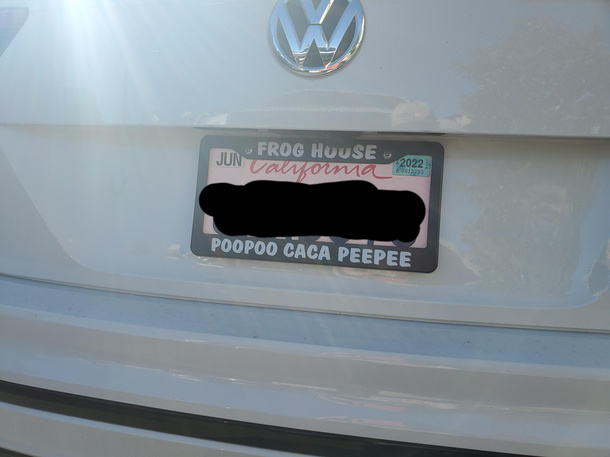 FROG HOUSE
JUN California 2022
POOPOO CACA PEEPEE